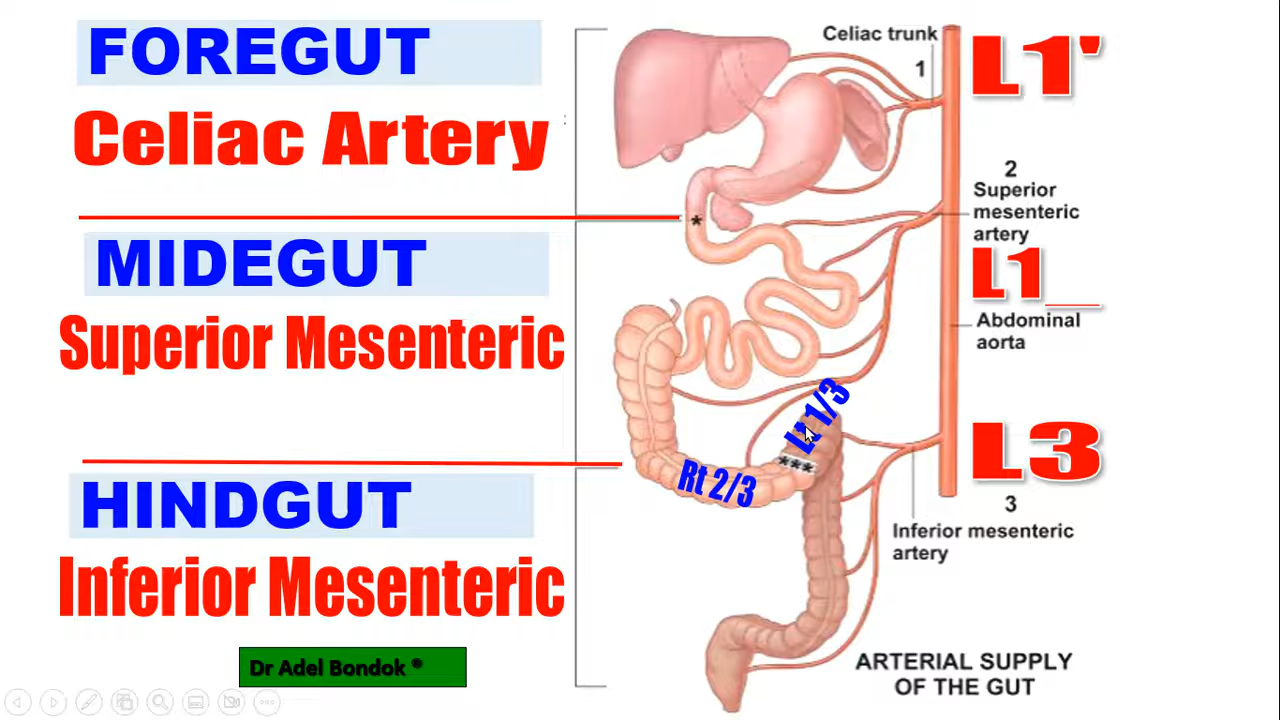 FOREGUT
Celiac Artery
MIDEGUT
Superior Mesenteric
HINDGUT
Inferior Mesenteric
Dr Adel Bondok ®
Celiac trunk
1
L1'
*
2
Superior
mesenteric
artery
L1__
Abdominal
aorta
Lt 1/3
***
Rt 2/3
L3
3
Inferior mesenteric
artery
ARTERIAL SUPPLY
OF THE GUT